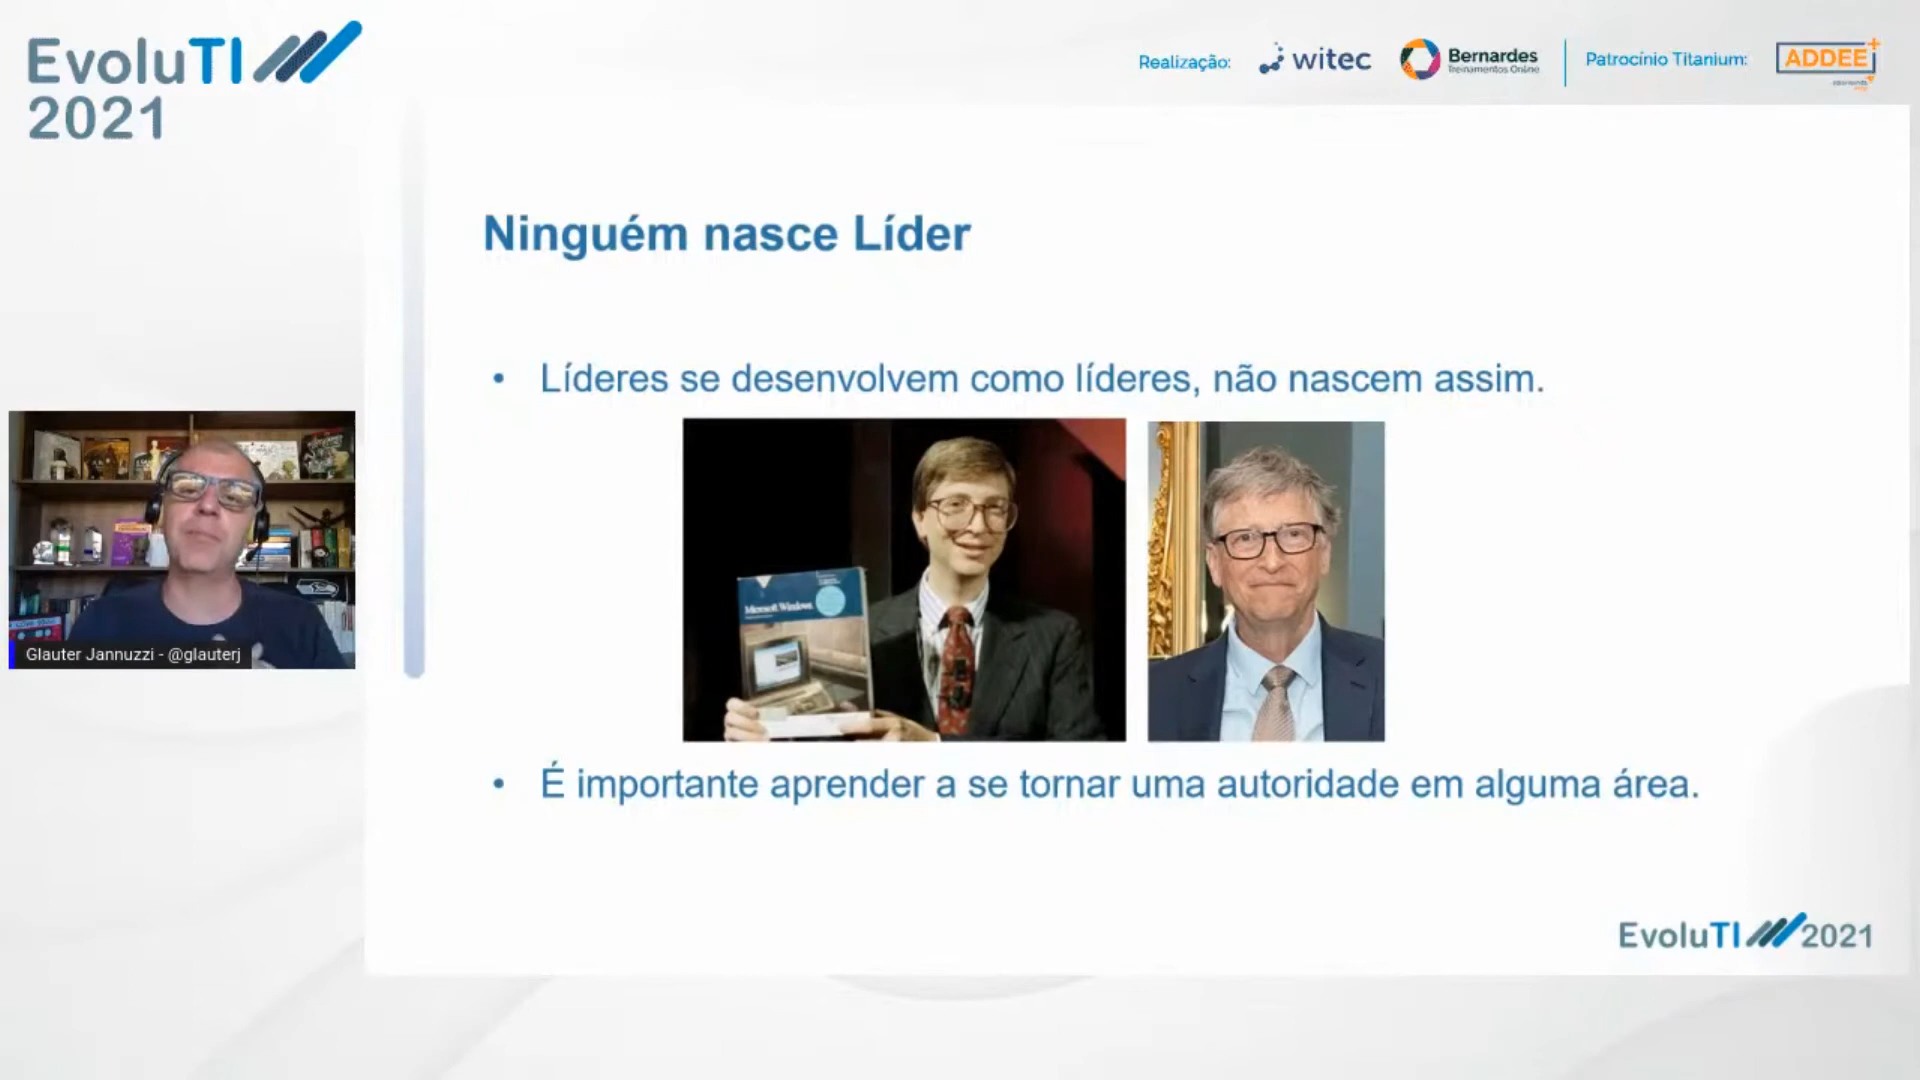 EvoluTI
2021
Realização:
witec
Bernardes
Treinamentos Online
Patrocínio Titanium:
ADDEE
Ninguém nasce Líder
• Líderes se desenvolvem como líderes, não nascem assim.
Microsoft Windows
Glauter Jannuzzi - @glauterj
• É importante aprender a se tornar uma autoridade em alguma área.
EvoluTI 2021